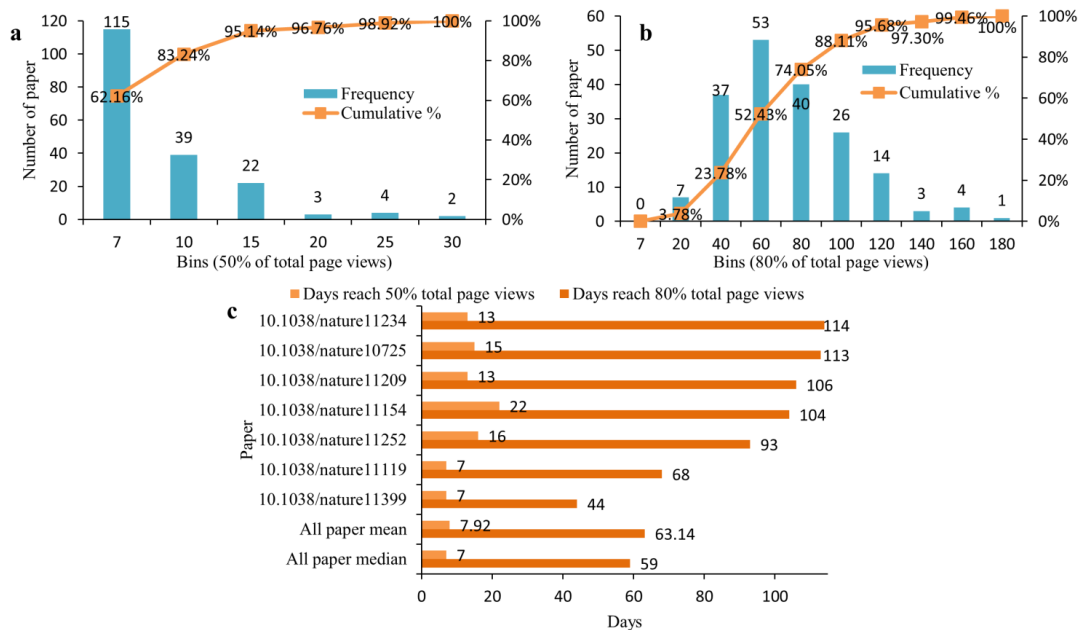 a
115
95.14%
96.76%
98.92%
100%
83.24%
62.16%
39
22
3
4
2
Frequency
Cumulative %
Number of paper
120
100
80
60
40
20
0
100%
80%
60%
40%
20%
0%
7 10 15 20 25 30
Bins (50% of total page views)
b
0
7
37
53
40
26
14
3
4
1
3.78%
23.78%
52.43%
74.05%
88.11%
95.68%
97.30%
99.46%
100%
Frequency
Cumulative %
Number of paper
60
50
40
30
20
10
0
100%
80%
60%
40%
20%
0%
7 20 40 60 80 100 120 140 160 180
Bins (80% of total page views)
c
Days reach 50% total page views Days reach 80% total page views
Paper
10.1038/nature11234 13 114
10.1038/nature10725 15 113
10.1038/nature11209 13 106
10.1038/nature11154 22 104
10.1038/nature11252 16 93
10.1038/nature11119 7 68
10.1038/nature11399 7 44
All paper mean 7.92 63.14
All paper median 7 59
0 20 40 60 80 100
Days